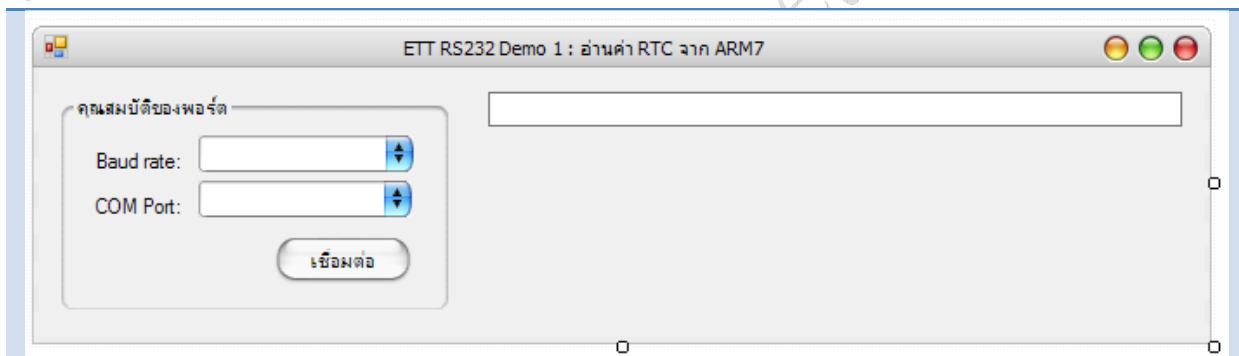 ETT RS232 Demo 1 : อ่านค่า RTC จาก ARM7
คุณสมบัติของพอร์ต
Baud rate:
COM Port:
เชื่อมต่อ